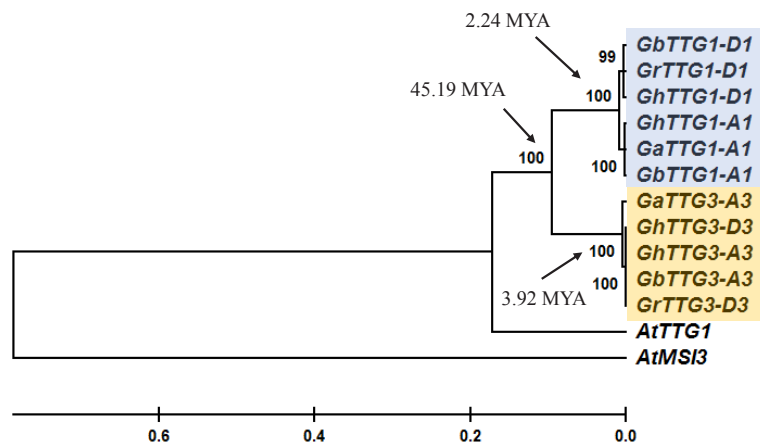 2.24 MYA
99
GbTTG1-D1
GrTTG1-D1
45.19 MYA
100
GhTTG1-D1
GhTTG1-A1
100
GaTTG1-A1
100
GbTTG1-A1
GaTTG3-A3
GhTTG3-D3
100
GhTTG3-A3
100
GbTTG3-A3
3.92 MYA
GrTTG3-D3
AtTTG1
AtMSI3
0.6 0.4 0.2 0.0